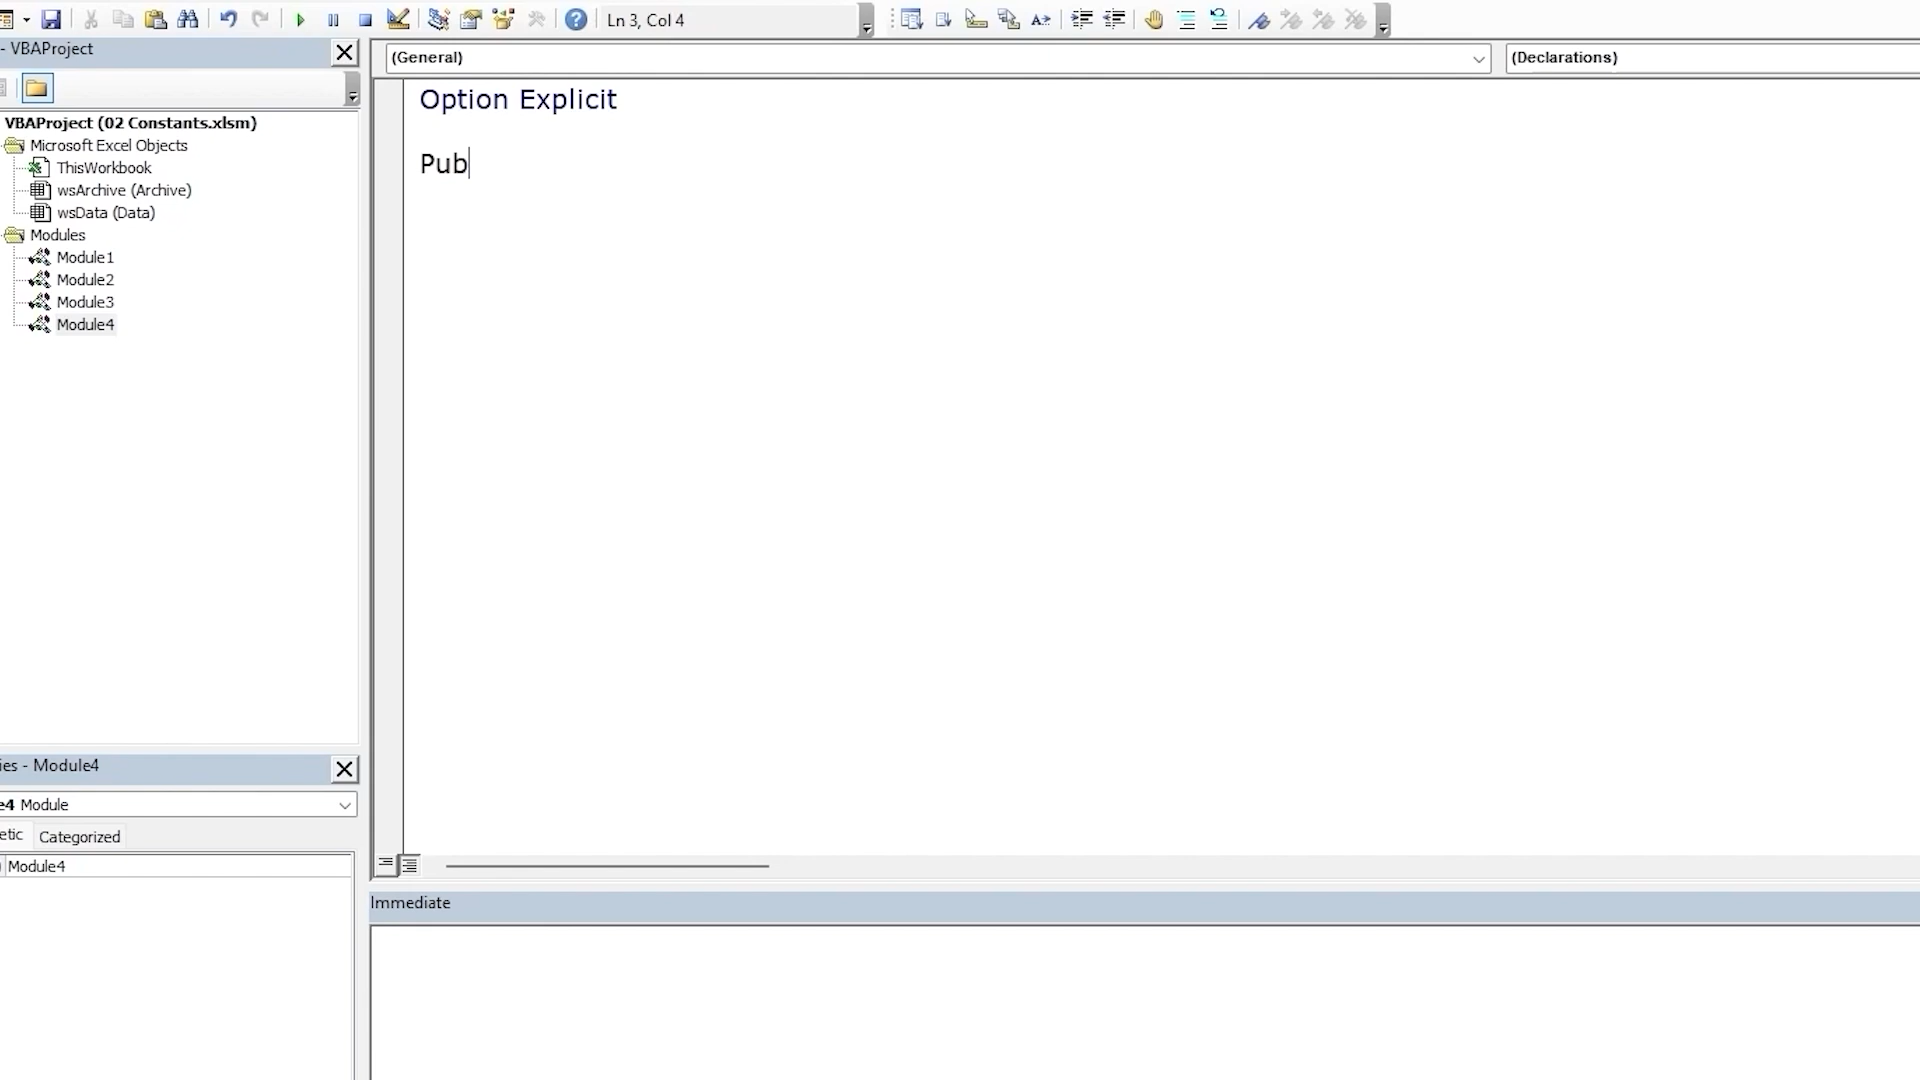 Ln 3, Col 4
- VBAProject
(General)
(Declarations)
VBAProject (02 Constants.xlsm)
Microsoft Excel Objects
ThisWorkbook
wsArchive (Archive)
wsData (Data)
Modules
Module1
Module2
Module3
Module4
Option Explicit
Pub
ies - Module4
e4 Module
etic
Categorized
Module4
Immediate